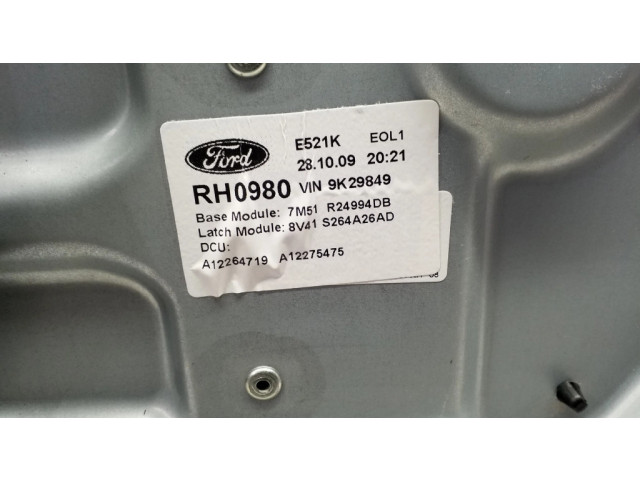 Ford
E521K EOL1
28.10.09 20:21
RH0980 VIN 9K29849
Base Module: 7M51 R24994DB
Latch Module: 8V41 S264A26AD
DCU:
A12264719 A12275475